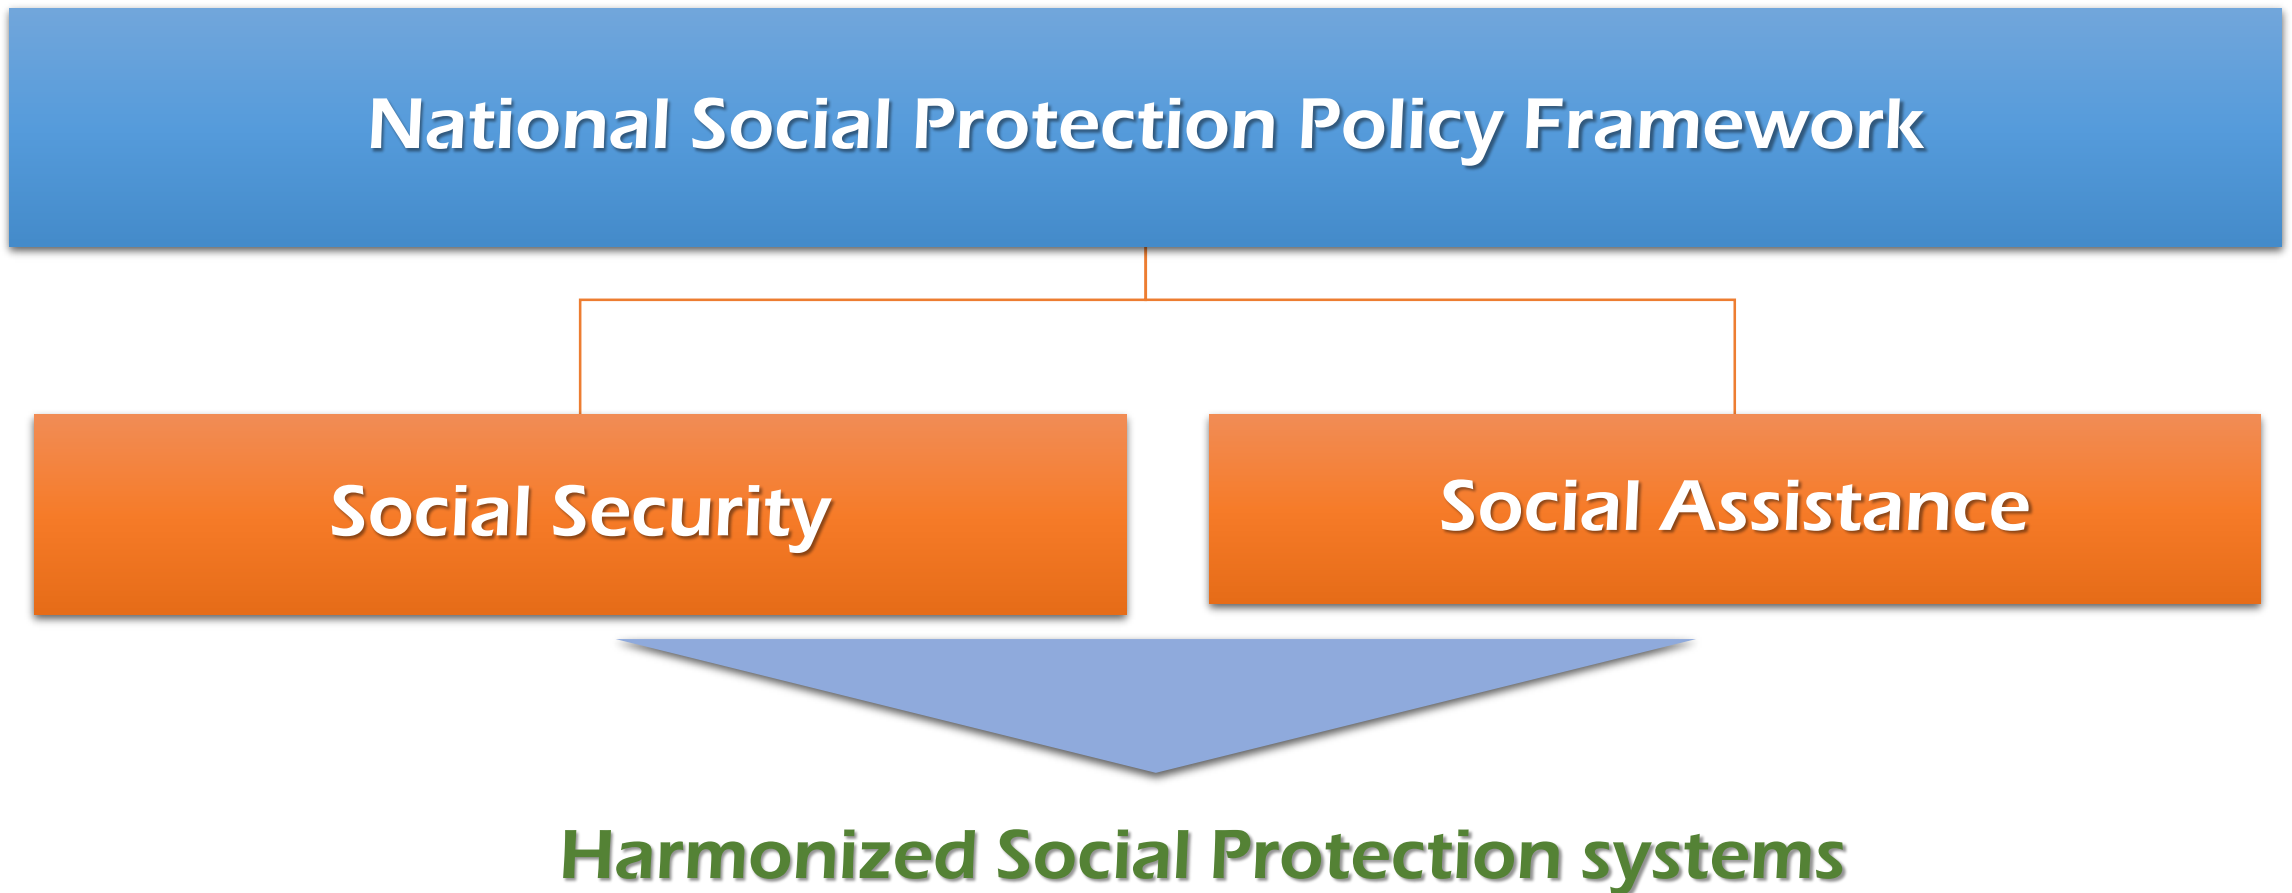 National Social Protection Policy Framework
Social Security
Social Assistance
Harmonized Social Protection systems